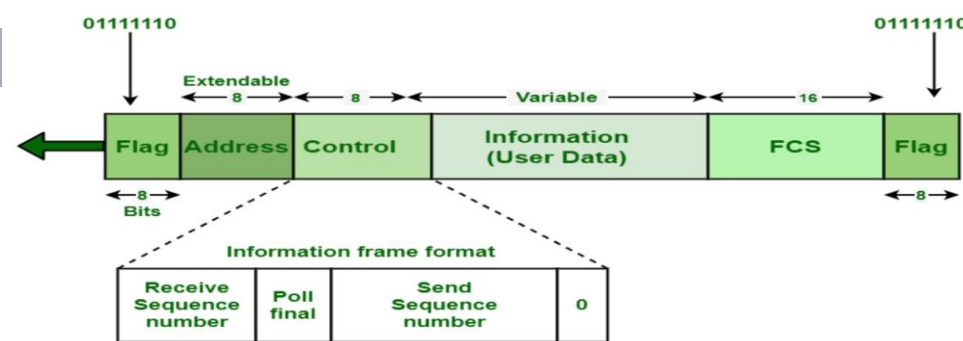 01111110
01111110
Extendable
8
8
Variable
16
Flag
Address
Control
Information
(User Data)
FCS
Flag
8
Bits
8
Information frame format
Receive
Sequence
number
Poll
final
Send
Sequence
number
0